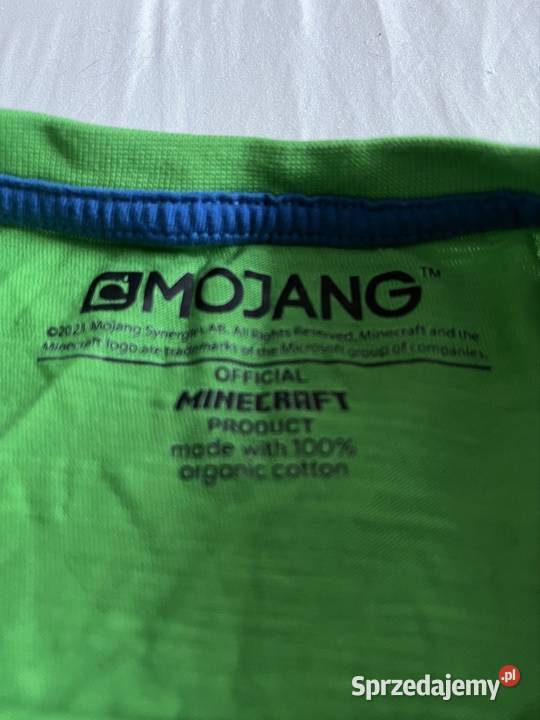 MOJANG™
©2021 Mojang Synergies AB. All Rights Reserved. Minecraft and the
Minecraft logo are trademarks of the Microsoft group of companies.
OFFICIAL
MINECRAFT
PRODUCT
made with 100%
organic cotton
Sprzedajemy.pl